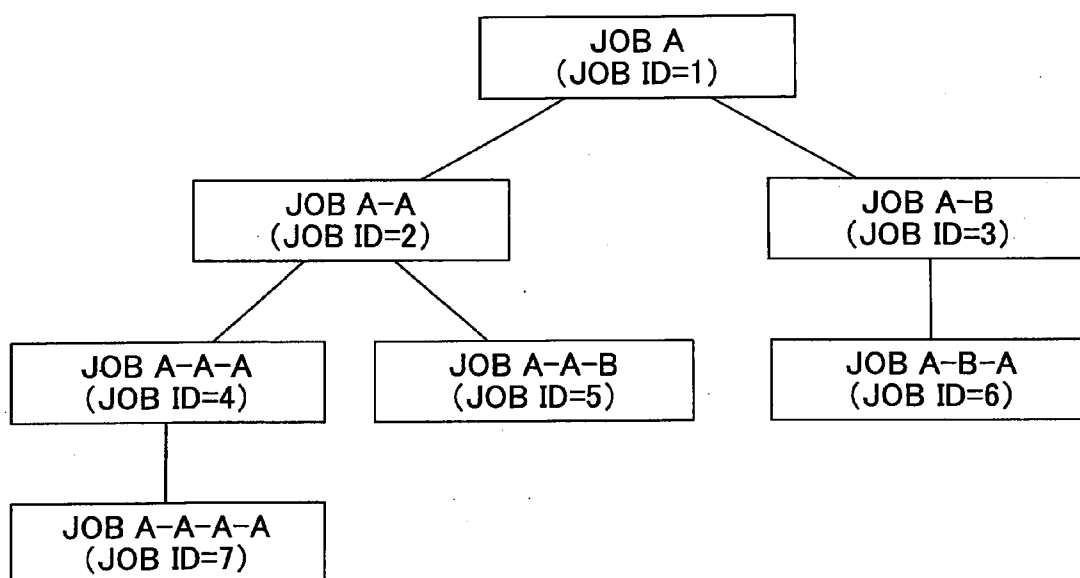 JOB A
(JOB ID=1)
JOB A-A
(JOB ID=2)
JOB A-B
(JOB ID=3)
JOB A-A-A
(JOB ID=4)
JOB A-A-B
(JOB ID=5)
JOB A-B-A
(JOB ID=6)
JOB A-A-A-A
(JOB ID=7)